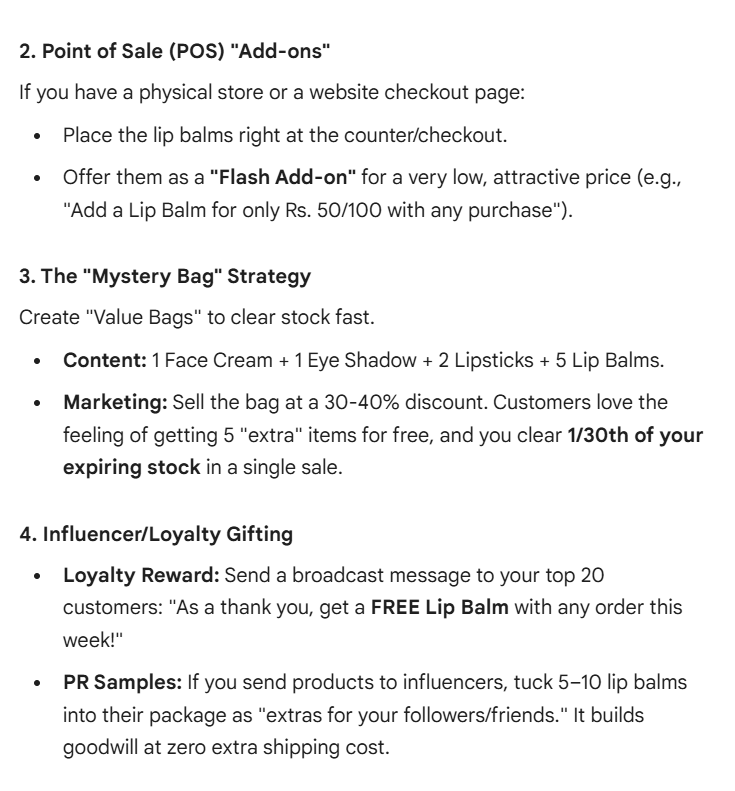 2. Point of Sale (POS) "Add-ons"
If you have a physical store or a website checkout page:
• Place the lip balms right at the counter/checkout.
• Offer them as a "Flash Add-on" for a very low, attractive price (e.g.,
"Add a Lip Balm for only Rs. 50/100 with any purchase").
3. The "Mystery Bag" Strategy
Create "Value Bags" to clear stock fast.
• Content: 1 Face Cream + 1 Eye Shadow + 2 Lipsticks + 5 Lip Balms.
• Marketing: Sell the bag at a 30-40% discount. Customers love the
feeling of getting 5 "extra" items for free, and you clear 1/30th of your
expiring stock in a single sale.
4. Influencer/Loyalty Gifting
• Loyalty Reward: Send a broadcast message to your top 20
customers: "As a thank you, get a FREE Lip Balm with any order this
week!"
• PR Samples: If you send products to influencers, tuck 5–10 lip balms
into their package as "extras for your followers/friends." It builds
goodwill at zero extra shipping cost.